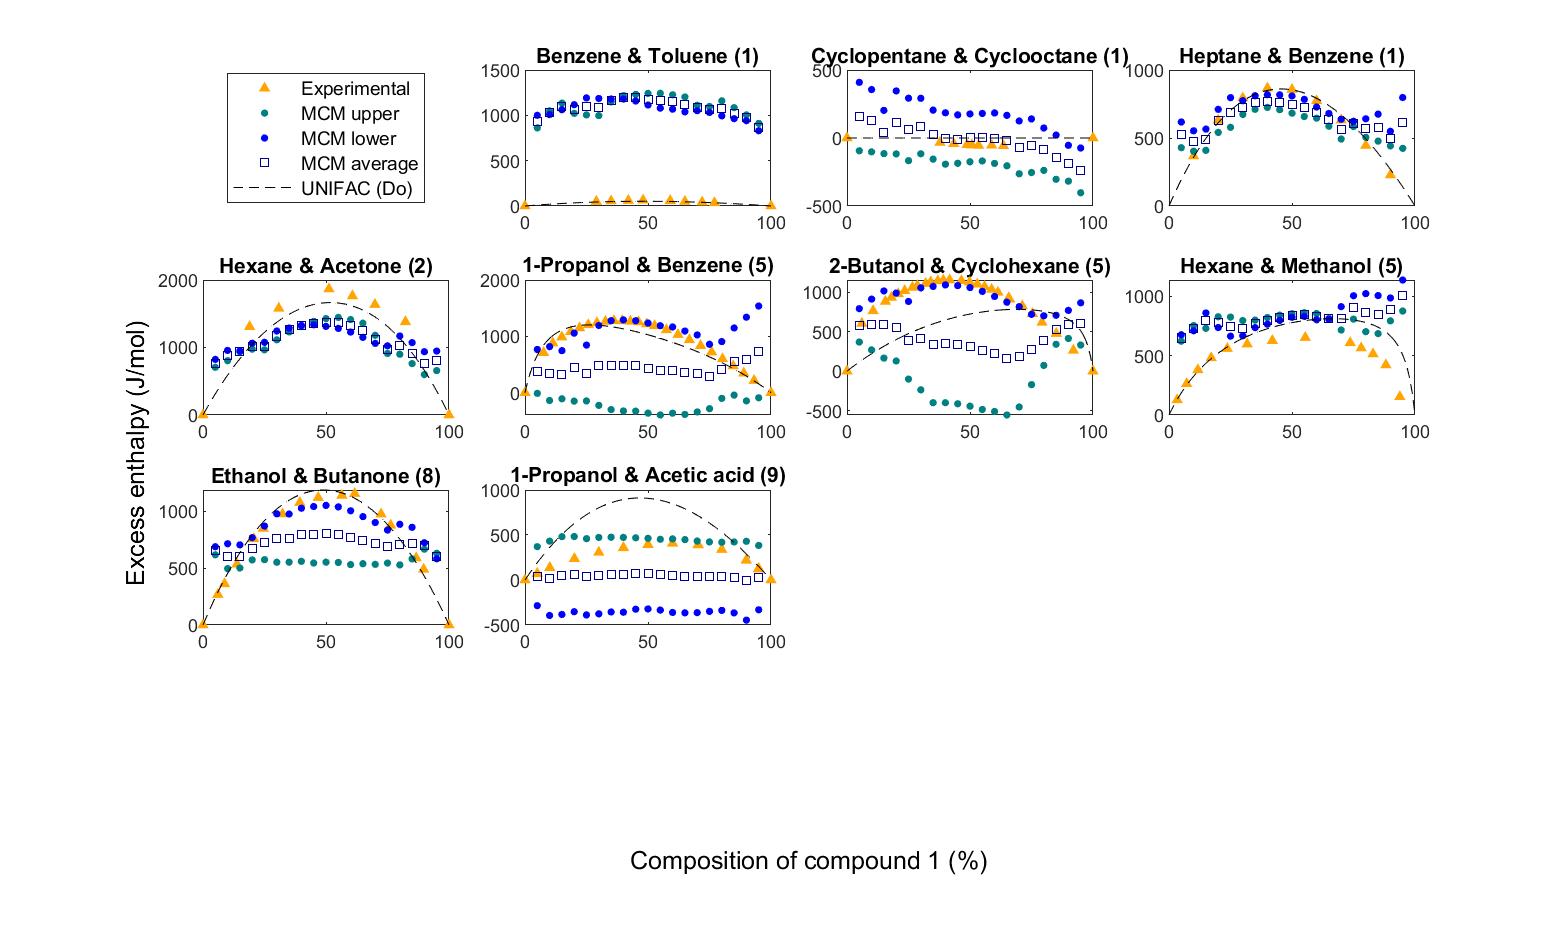 Experimental
MCM upper
MCM lower
MCM average
UNIFAC (Do)
Benzene & Toluene (1)
1500
1000
500
0
0 50 100
Cyclopentane & Cyclooctane (1)
500
0
-500
0 50 100
Heptane & Benzene (1)
1000
500
0
0 50 100
Hexane & Acetone (2)
2000
1000
0
0 50 100
1-Propanol & Benzene (5)
2000
1000
0
0 50 100
2-Butanol & Cyclohexane (5)
1000
500
0
-500
0 50 100
Hexane & Methanol (5)
1000
500
0
0 50 100
Ethanol & Butanone (8)
1000
500
0
0 50 100
1-Propanol & Acetic acid (9)
1000
500
0
-500
0 50 100
Excess enthalpy (J/mol)
Composition of compound 1 (%)